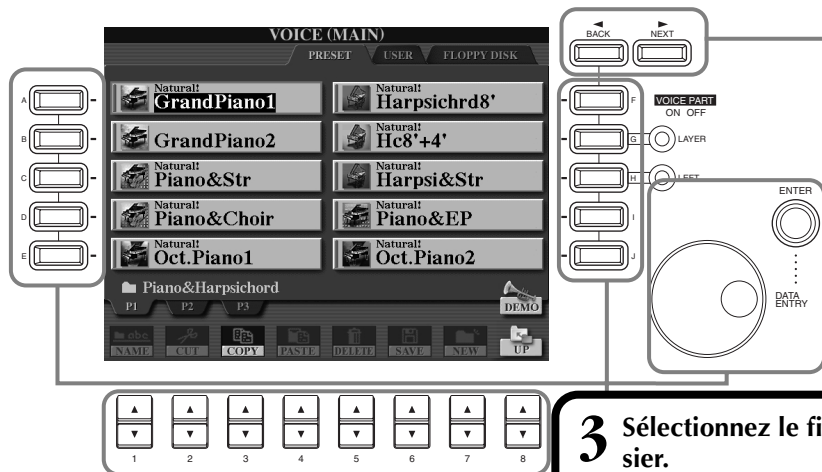 VOICE (MAIN)
PRESET USER FLOPPY DISK
BACK NEXT
A Natural! GrandPiano1 Natural! Harpsichrd8' F
VOICE PART
ON OFF
B GrandPiano2 Natural! Hc8'+4' G LAYER
C Natural! Piano&Str Natural! Harpsi&Str H LEFT
D Natural! Piano&Choir Natural! Piano&EP I
E Natural! Oct.Piano1 Natural! Oct.Piano2 J
ENTER
DATA
ENTRY
Piano&Harpsichord
P1 P2 P3 DEMO
abc
NAME CUT COPY PASTE DELETE SAVE NEW UP
1 2 3 4 5 6 7 8
3 Sélectionnez le fi
sier.